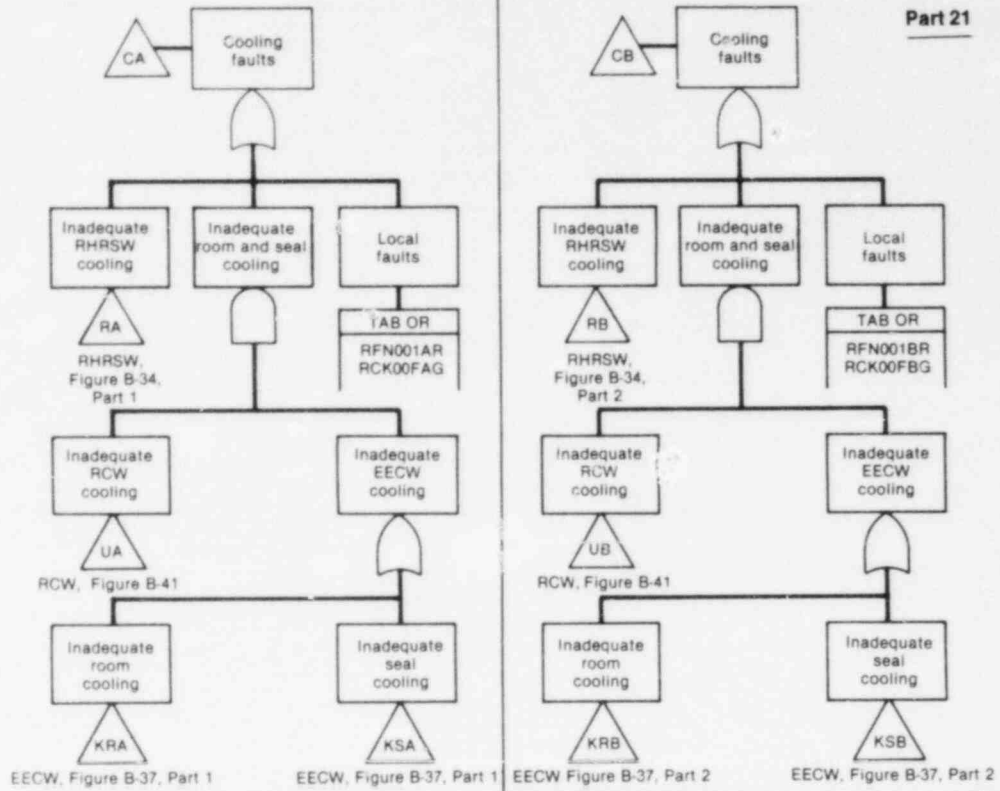 Part 21
CA
Cooling
faults
Inadequate
RHRSW
cooling
Inadequate
room and seal
cooling
Local
faults
RA
RHRSW,
Figure B-34,
Part 1
TAB OR
RFN001AR
RCK00FAG
Inadequate
RCW
cooling
Inadequate
EECW
cooling
UA
RCW, Figure B-41
Inadequate
room
cooling
Inadequate
seal
cooling
KRA
KSA
EECW, Figure B-37, Part 1
EECW, Figure B-37, Part 1
CB
Cooling
faults
Inadequate
RHRSW
cooling
Inadequate
room and seal
cooling
Local
faults
RB
RHRSW,
Figure B-34,
Part 2
TAB OR
RFN001BR
RCK00FBG
Inadequate
RCW
cooling
Inadequate
EECW
cooling
UB
RCW, Figure B-41
Inadequate
room
cooling
Inadequate
seal
cooling
KRB
KSB
EECW Figure B-37, Part 2
EECW, Figure B-37, Part 2